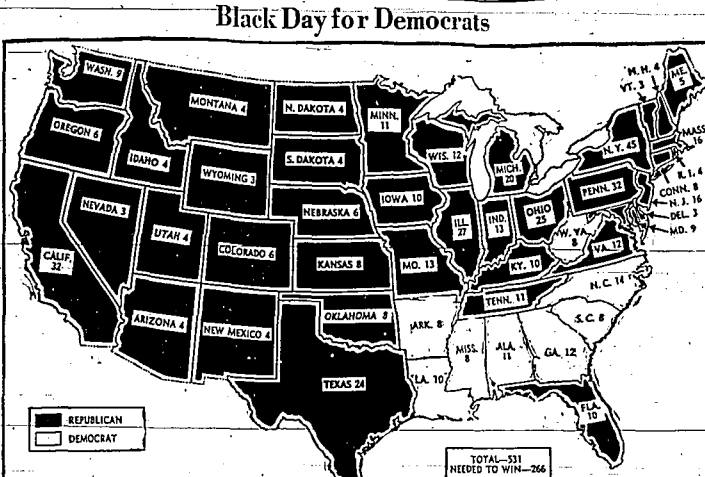 Black Day for Democrats
WASH. 9
OREGON 6
CALIF.
32
NEVADA 3
IDAHO 4
MONTANA 4
WYOMING 3
UTAH 4
COLORADO 6
ARIZONA 4
NEW MEXICO 4
N. DAKOTA 4
S. DAKOTA 4
NEBRASKA 6
KANSAS 8
OKLAHOMA 8
TEXAS 24
MINN.
11
IOWA 10
MO. 13
ARK. 8
LA. 10
WIS. 12
ILL.
27
MICH.
20
IND.
13
OHIO
25
KY. 10
TENN. 11
MISS.
8
ALA.
11
GA. 12
FLA.
10
S.C. 8
N.C. 14
VA. 12
W. VA.
8
PENN. 32
N.Y. 45
VT. 3
N.H. 4
ME.
5
MASS.
16
R.I. 4
CONN. 8
N.J. 16
DEL. 3
MD. 9
REPUBLICAN
DEMOCRAT
TOTAL—531
NEEDED TO WIN—266